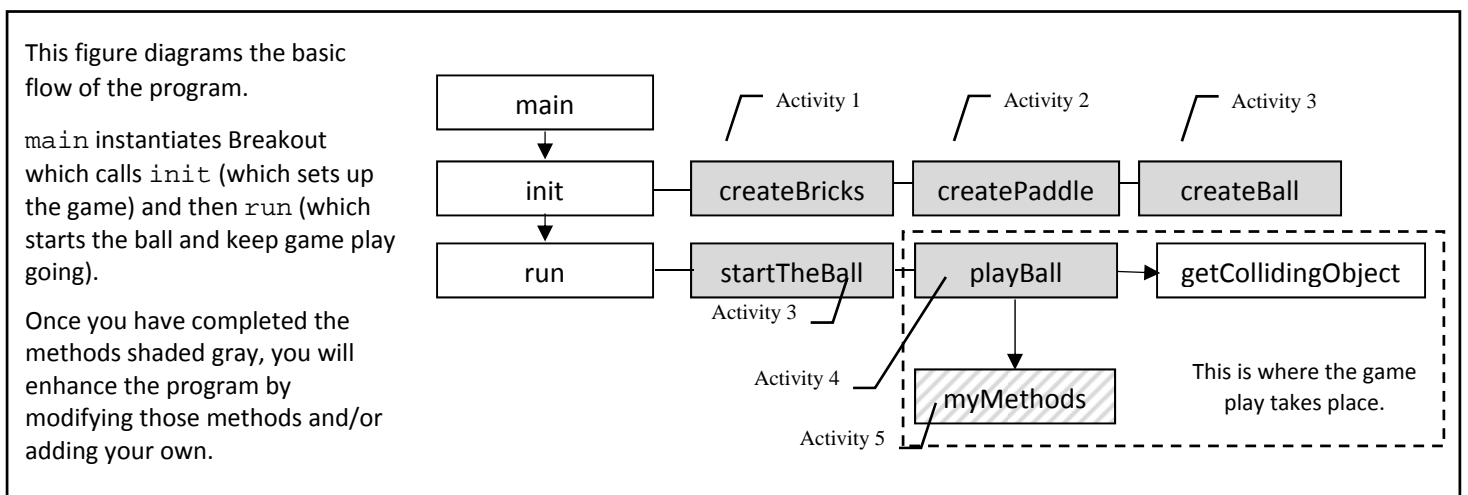 This figure diagrams the basic
flow of the program.
main instantiates Breakout
which calls init (which sets up
the game) and then run (which
starts the ball and keep game play
going).
Once you have completed the
methods shaded gray, you will
enhance the program by
modifying those methods and/or
adding your own.
main
Activity 1
Activity 2
Activity 3
init
createBricks
createPaddle
createBall
run
startTheBall
playBall
getCollidingObject
Activity 3
Activity 4
myMethods
This is where the game
play takes place.
Activity 5